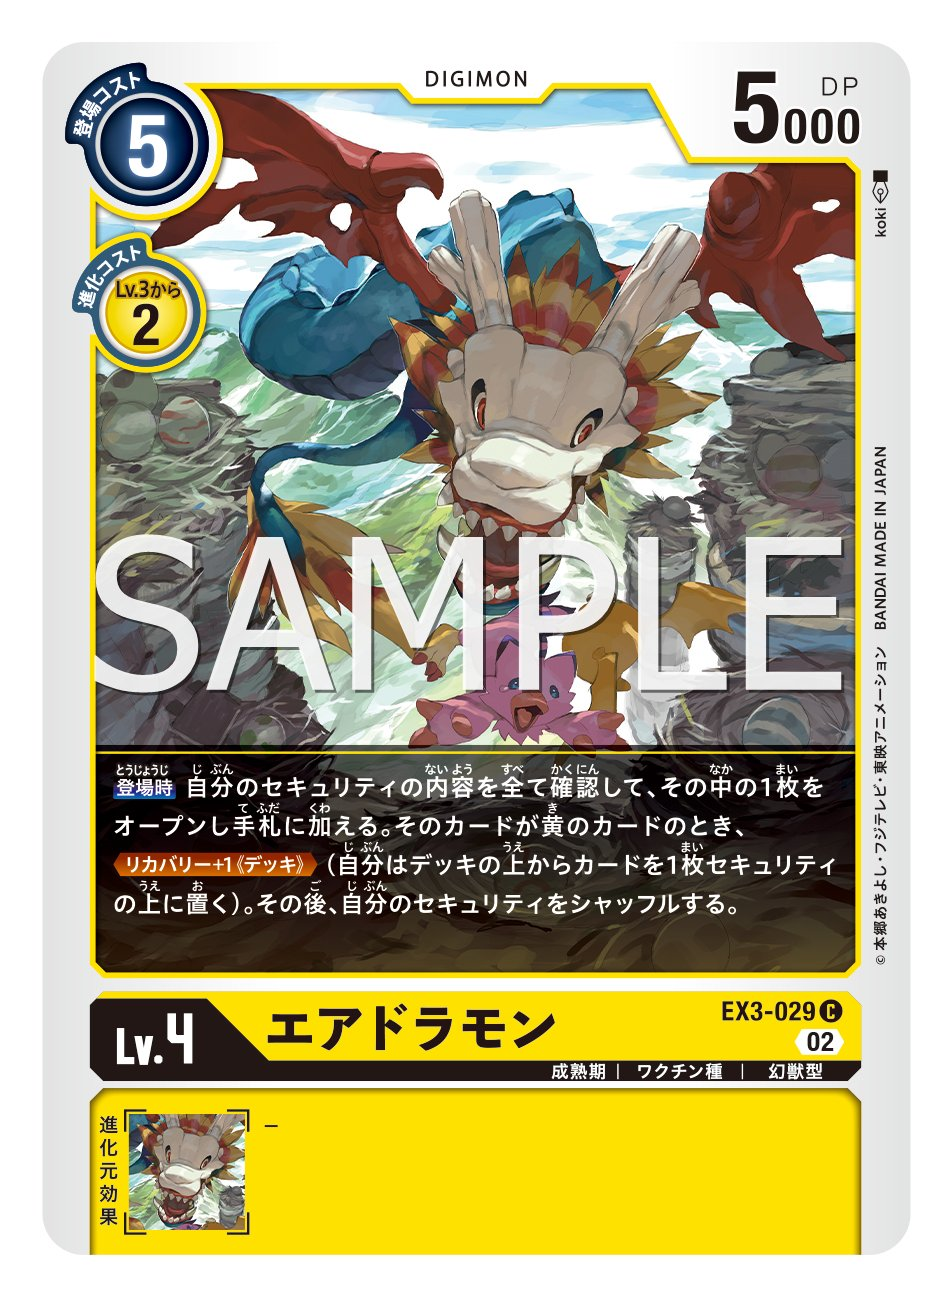 DIGIMON
登場コスト
5
DP
5000
進化コスト
Lv.3から
2
koki
SAMPLE
BANDAI MADE IN JAPAN
©本郷あきよし・フジテレビ・東映アニメーション
登場時 自分のセキュリティの内容を全て確認して、その中の1枚を
オープンし手札に加える。そのカードが黄のカードのとき、
リカバリー+1《デッキ》(自分はデッキの上からカードを1枚セキュリティ
の上に置く)。その後、自分のセキュリティをシャッフルする。
Lv.4
エアドラモン
EX3-029 C
02
成熟期 | ワクチン種 | 幻獣型
進化元効果
–